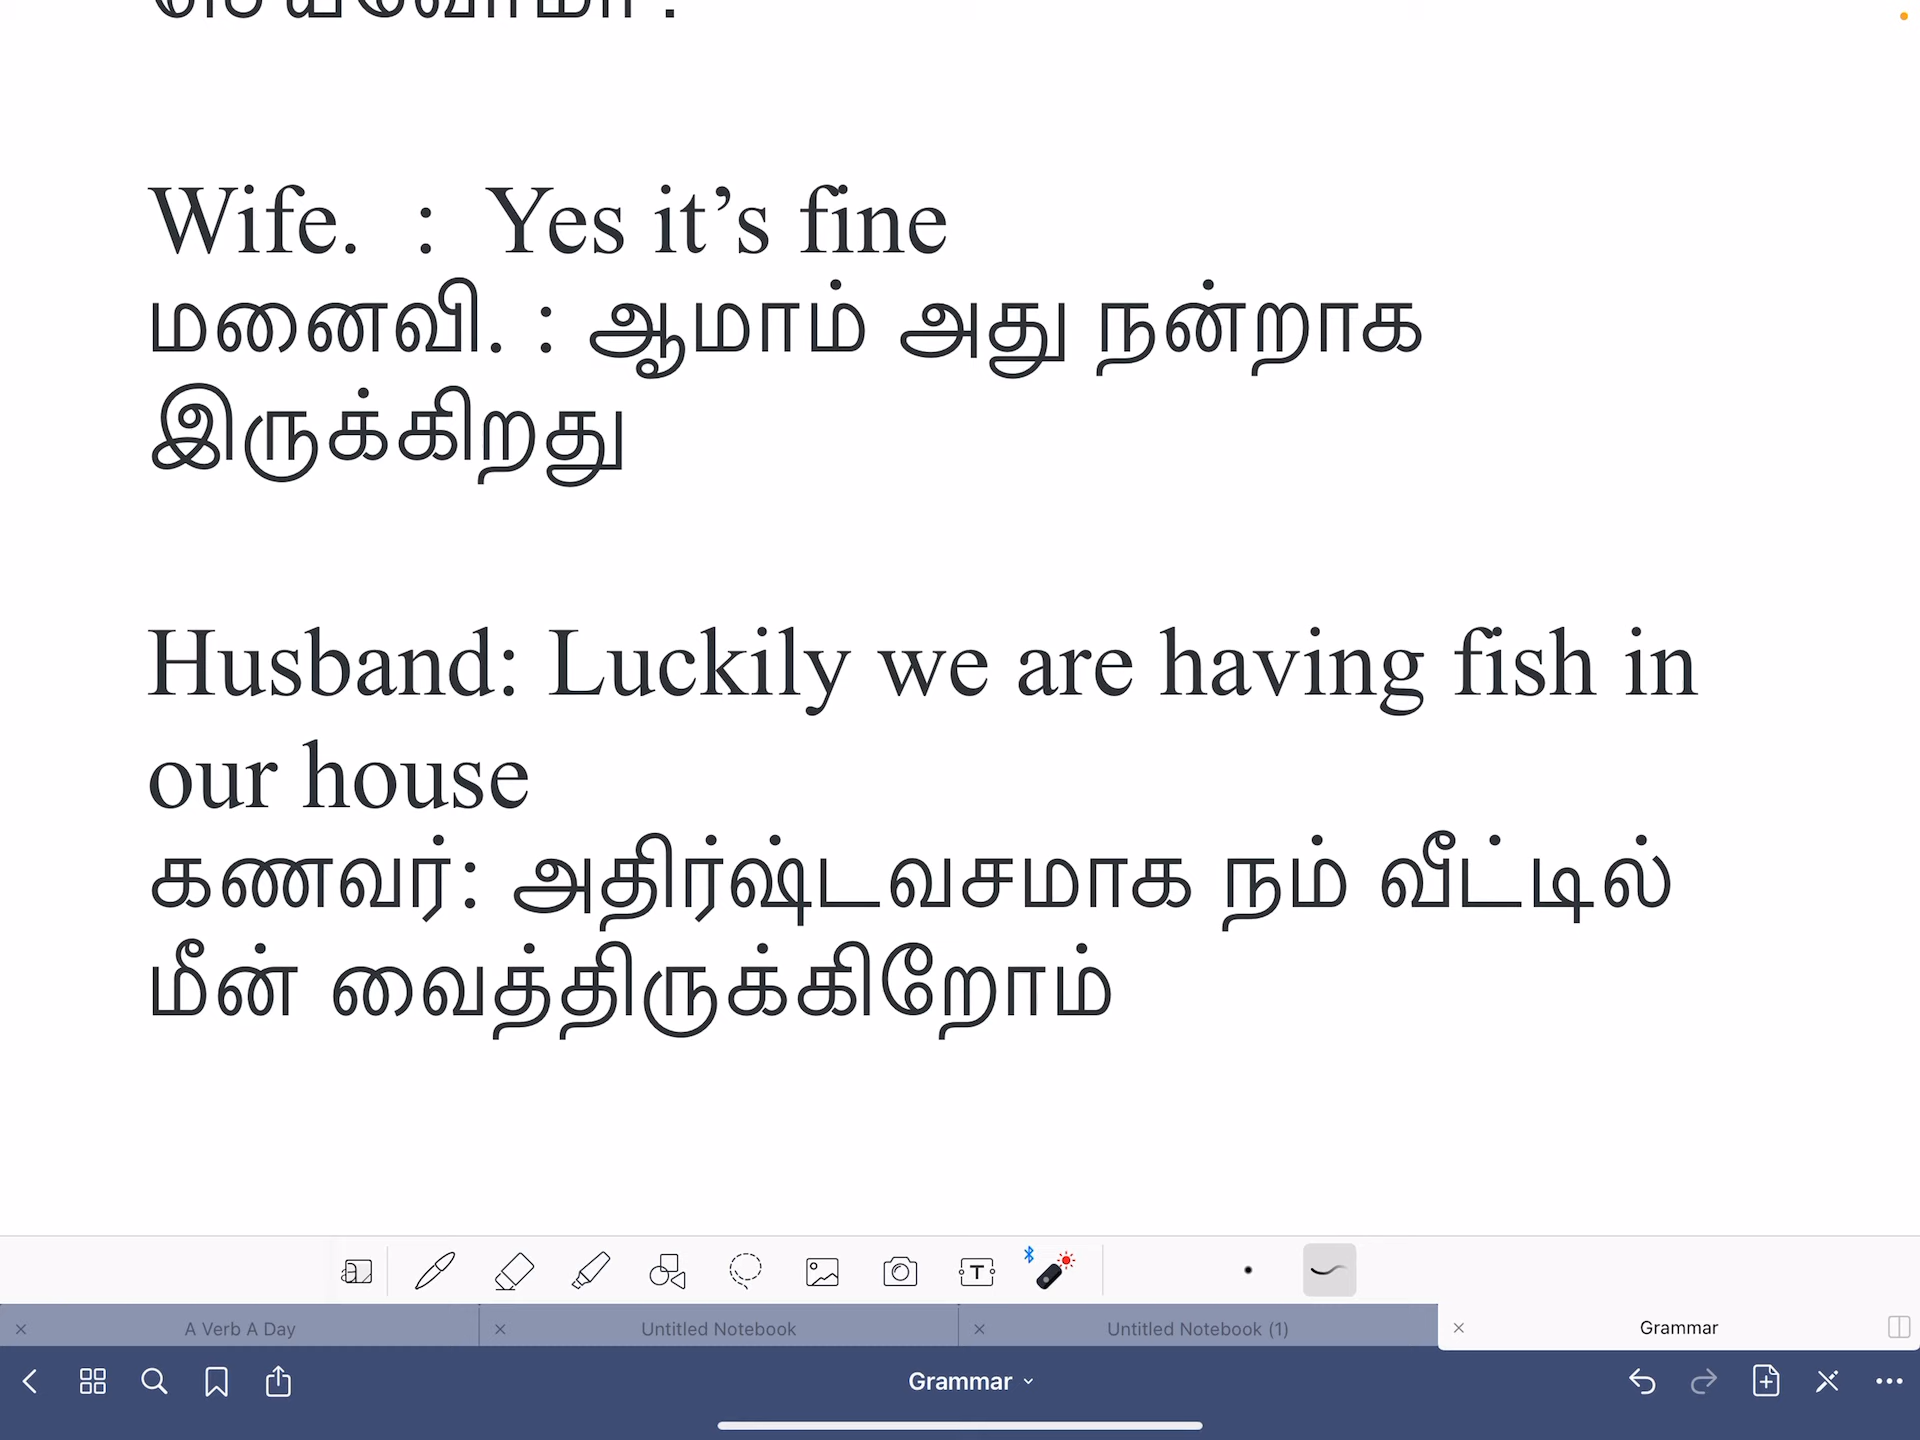 Wife. : Yes it’s fine
மனைவி. : ஆமாம் அது நன்றாக
இருக்கிறது
Husband: Luckily we are having fish in
our house
கணவர்: அதிர்ஷ்டவசமாக நம் வீட்டில்
மீன் வைத்திருக்கிறோம்
A Verb A Day
Untitled Notebook
Untitled Notebook (1)
Grammar
Grammar